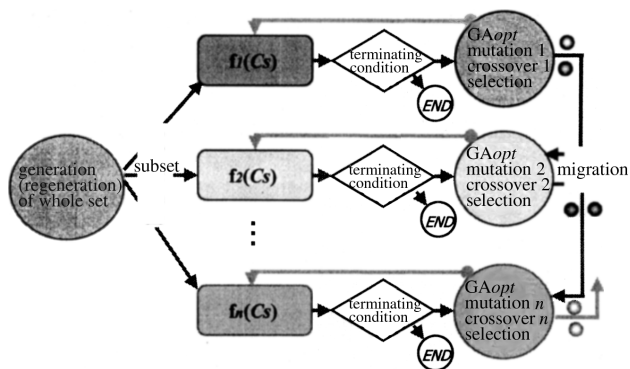 f1(Cs)
terminating
condition
END
GAopt
mutation 1
crossover 1
selection
generation
(regeneration)
of whole set
subset
f2(Cs)
terminating
condition
END
GAopt
mutation 2
crossover 2
selection
migration
⋮
fn(Cs)
terminating
condition
END
GAopt
mutation n
crossover n
selection